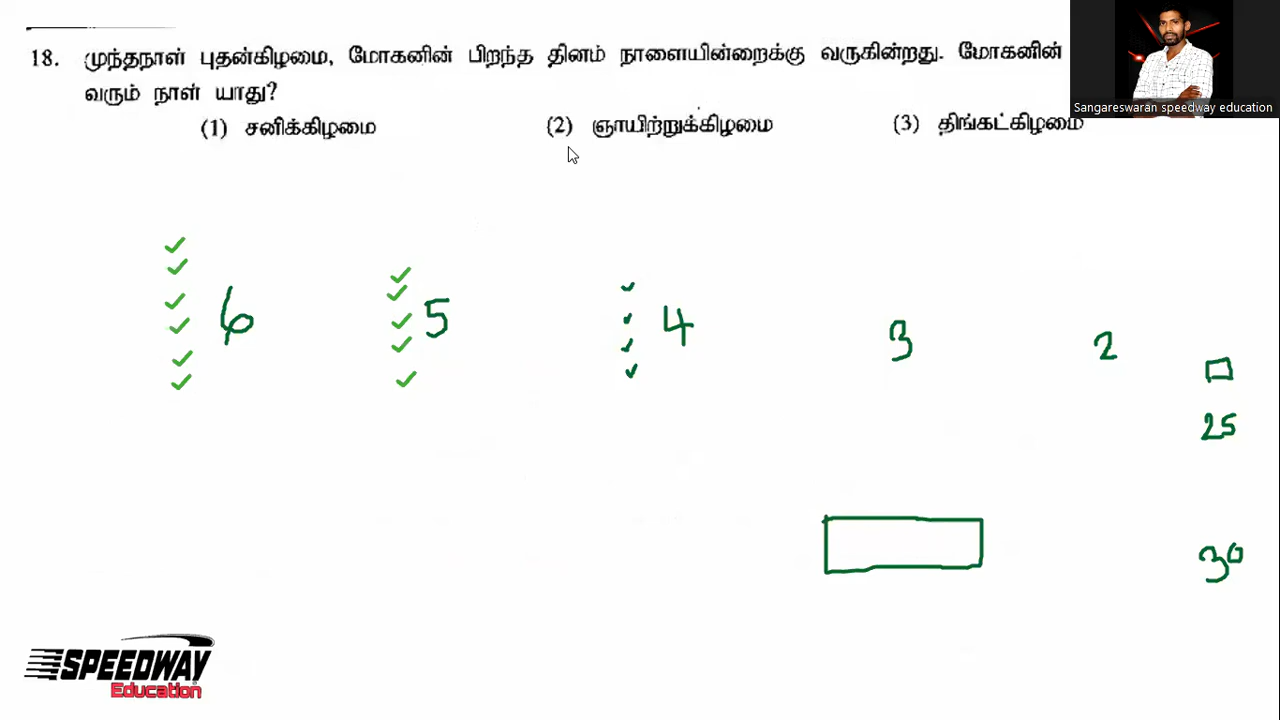 18. முந்தநாள் புதன்கிழமை, மோகனின் பிறந்த தினம் நாளையின்றைக்கு வருகின்றது. மோகனின்
வரும் நாள் யாது?
(1) சனிக்கிழமை (2) ஞாயிற்றுக்கிழமை (3) திங்கட்கிழமை
Sangareswaran speedway education
6 5 4 3 2
25
30
SPEEDWAY
Education